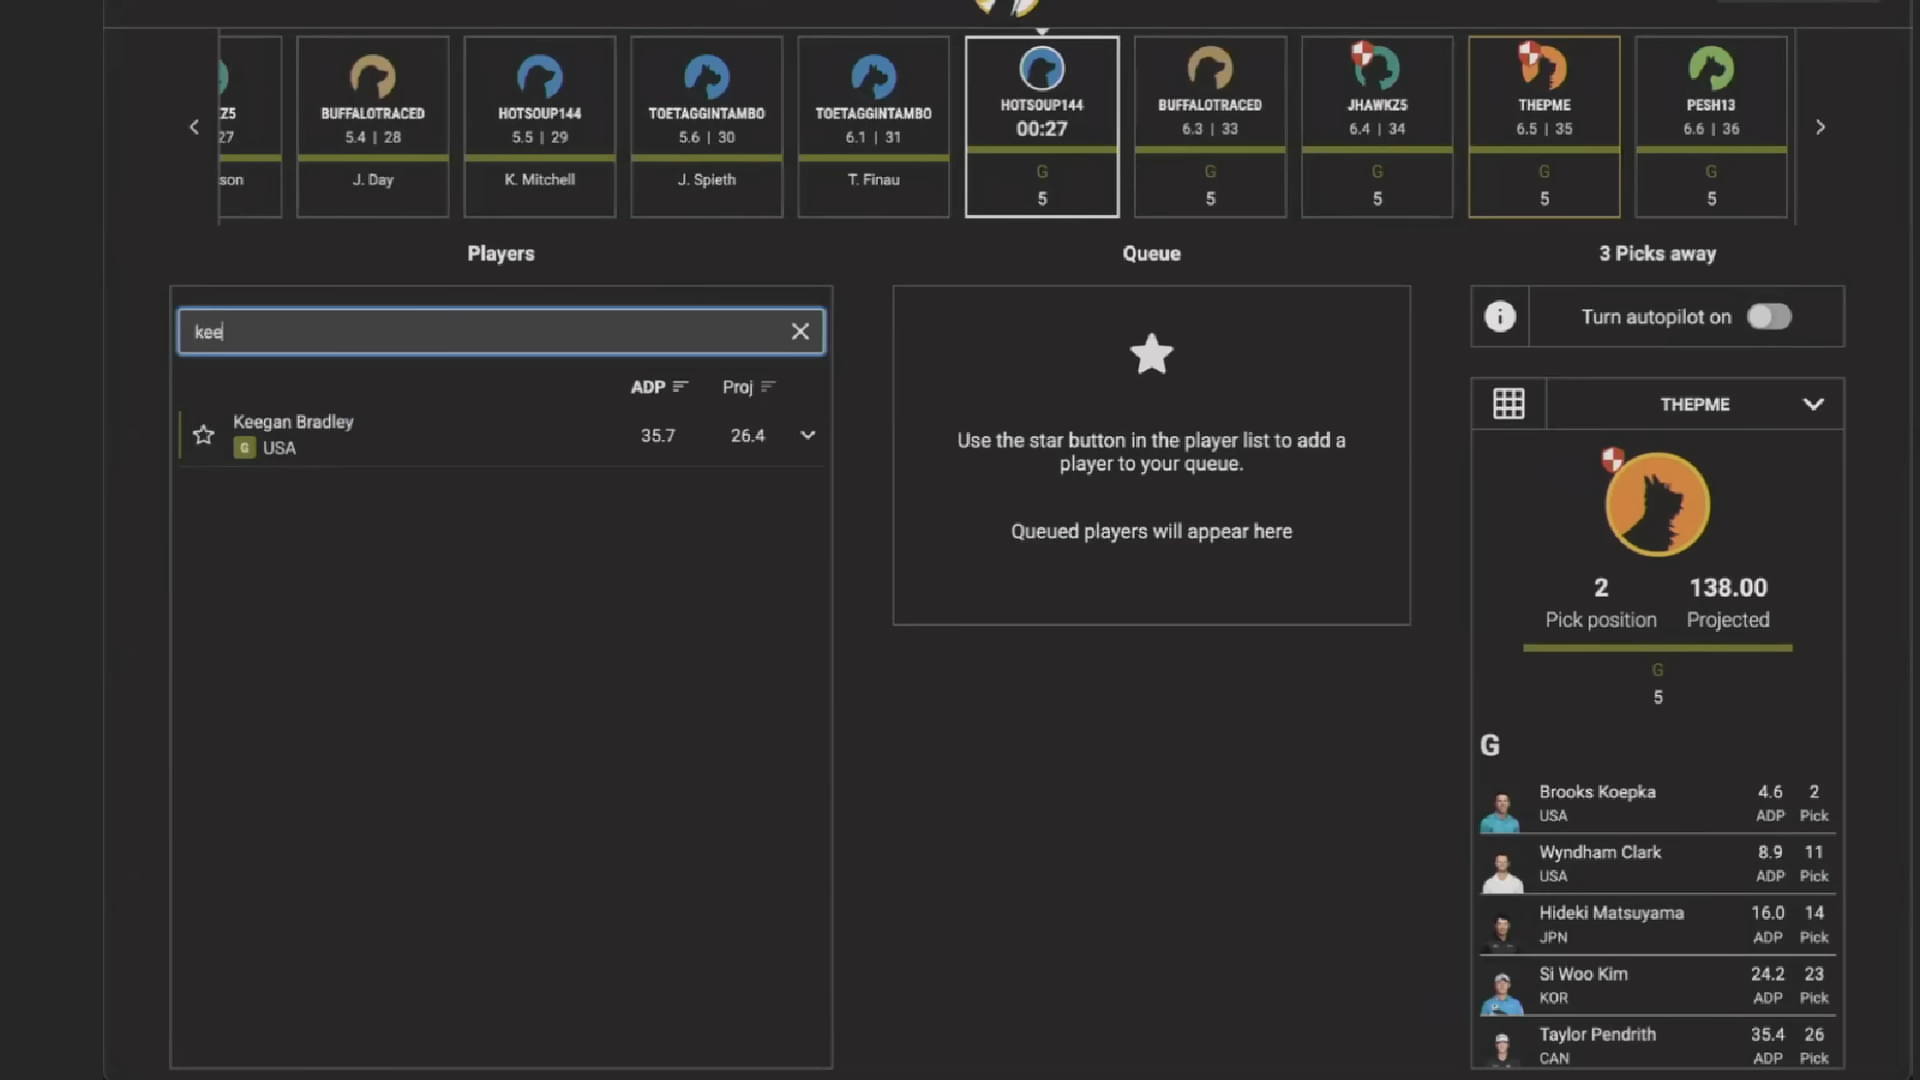 Z5
27
son
BUFFALOTRACED
5.4 | 28
J. Day
HOTSOUP144
5.5 | 29
K. Mitchell
TOETAGGINTAMBO
5.6 | 30
J. Spieth
TOETAGGINTAMBO
6.1 | 31
T. Finau
HOTSOUP144
00:27
G
5
BUFFALOTRACED
6.3 | 33
G
5
JHAWKZ5
6.4 | 34
G
5
THEPME
6.5 | 35
G
5
PESH13
6.6 | 36
G
5
Players
kee
ADP Proj
Keegan Bradley
G USA
35.7 26.4
Queue
Use the star button in the player list to add a
player to your queue.
Queued players will appear here
3 Picks away
Turn autopilot on
THEPME
2 138.00
Pick position Projected
G
5
G
Brooks Koepka 4.6 2
USA ADP Pick
Wyndham Clark 8.9 11
USA ADP Pick
Hideki Matsuyama 16.0 14
JPN ADP Pick
Si Woo Kim 24.2 23
KOR ADP Pick
Taylor Pendrith 35.4 26
CAN ADP Pick